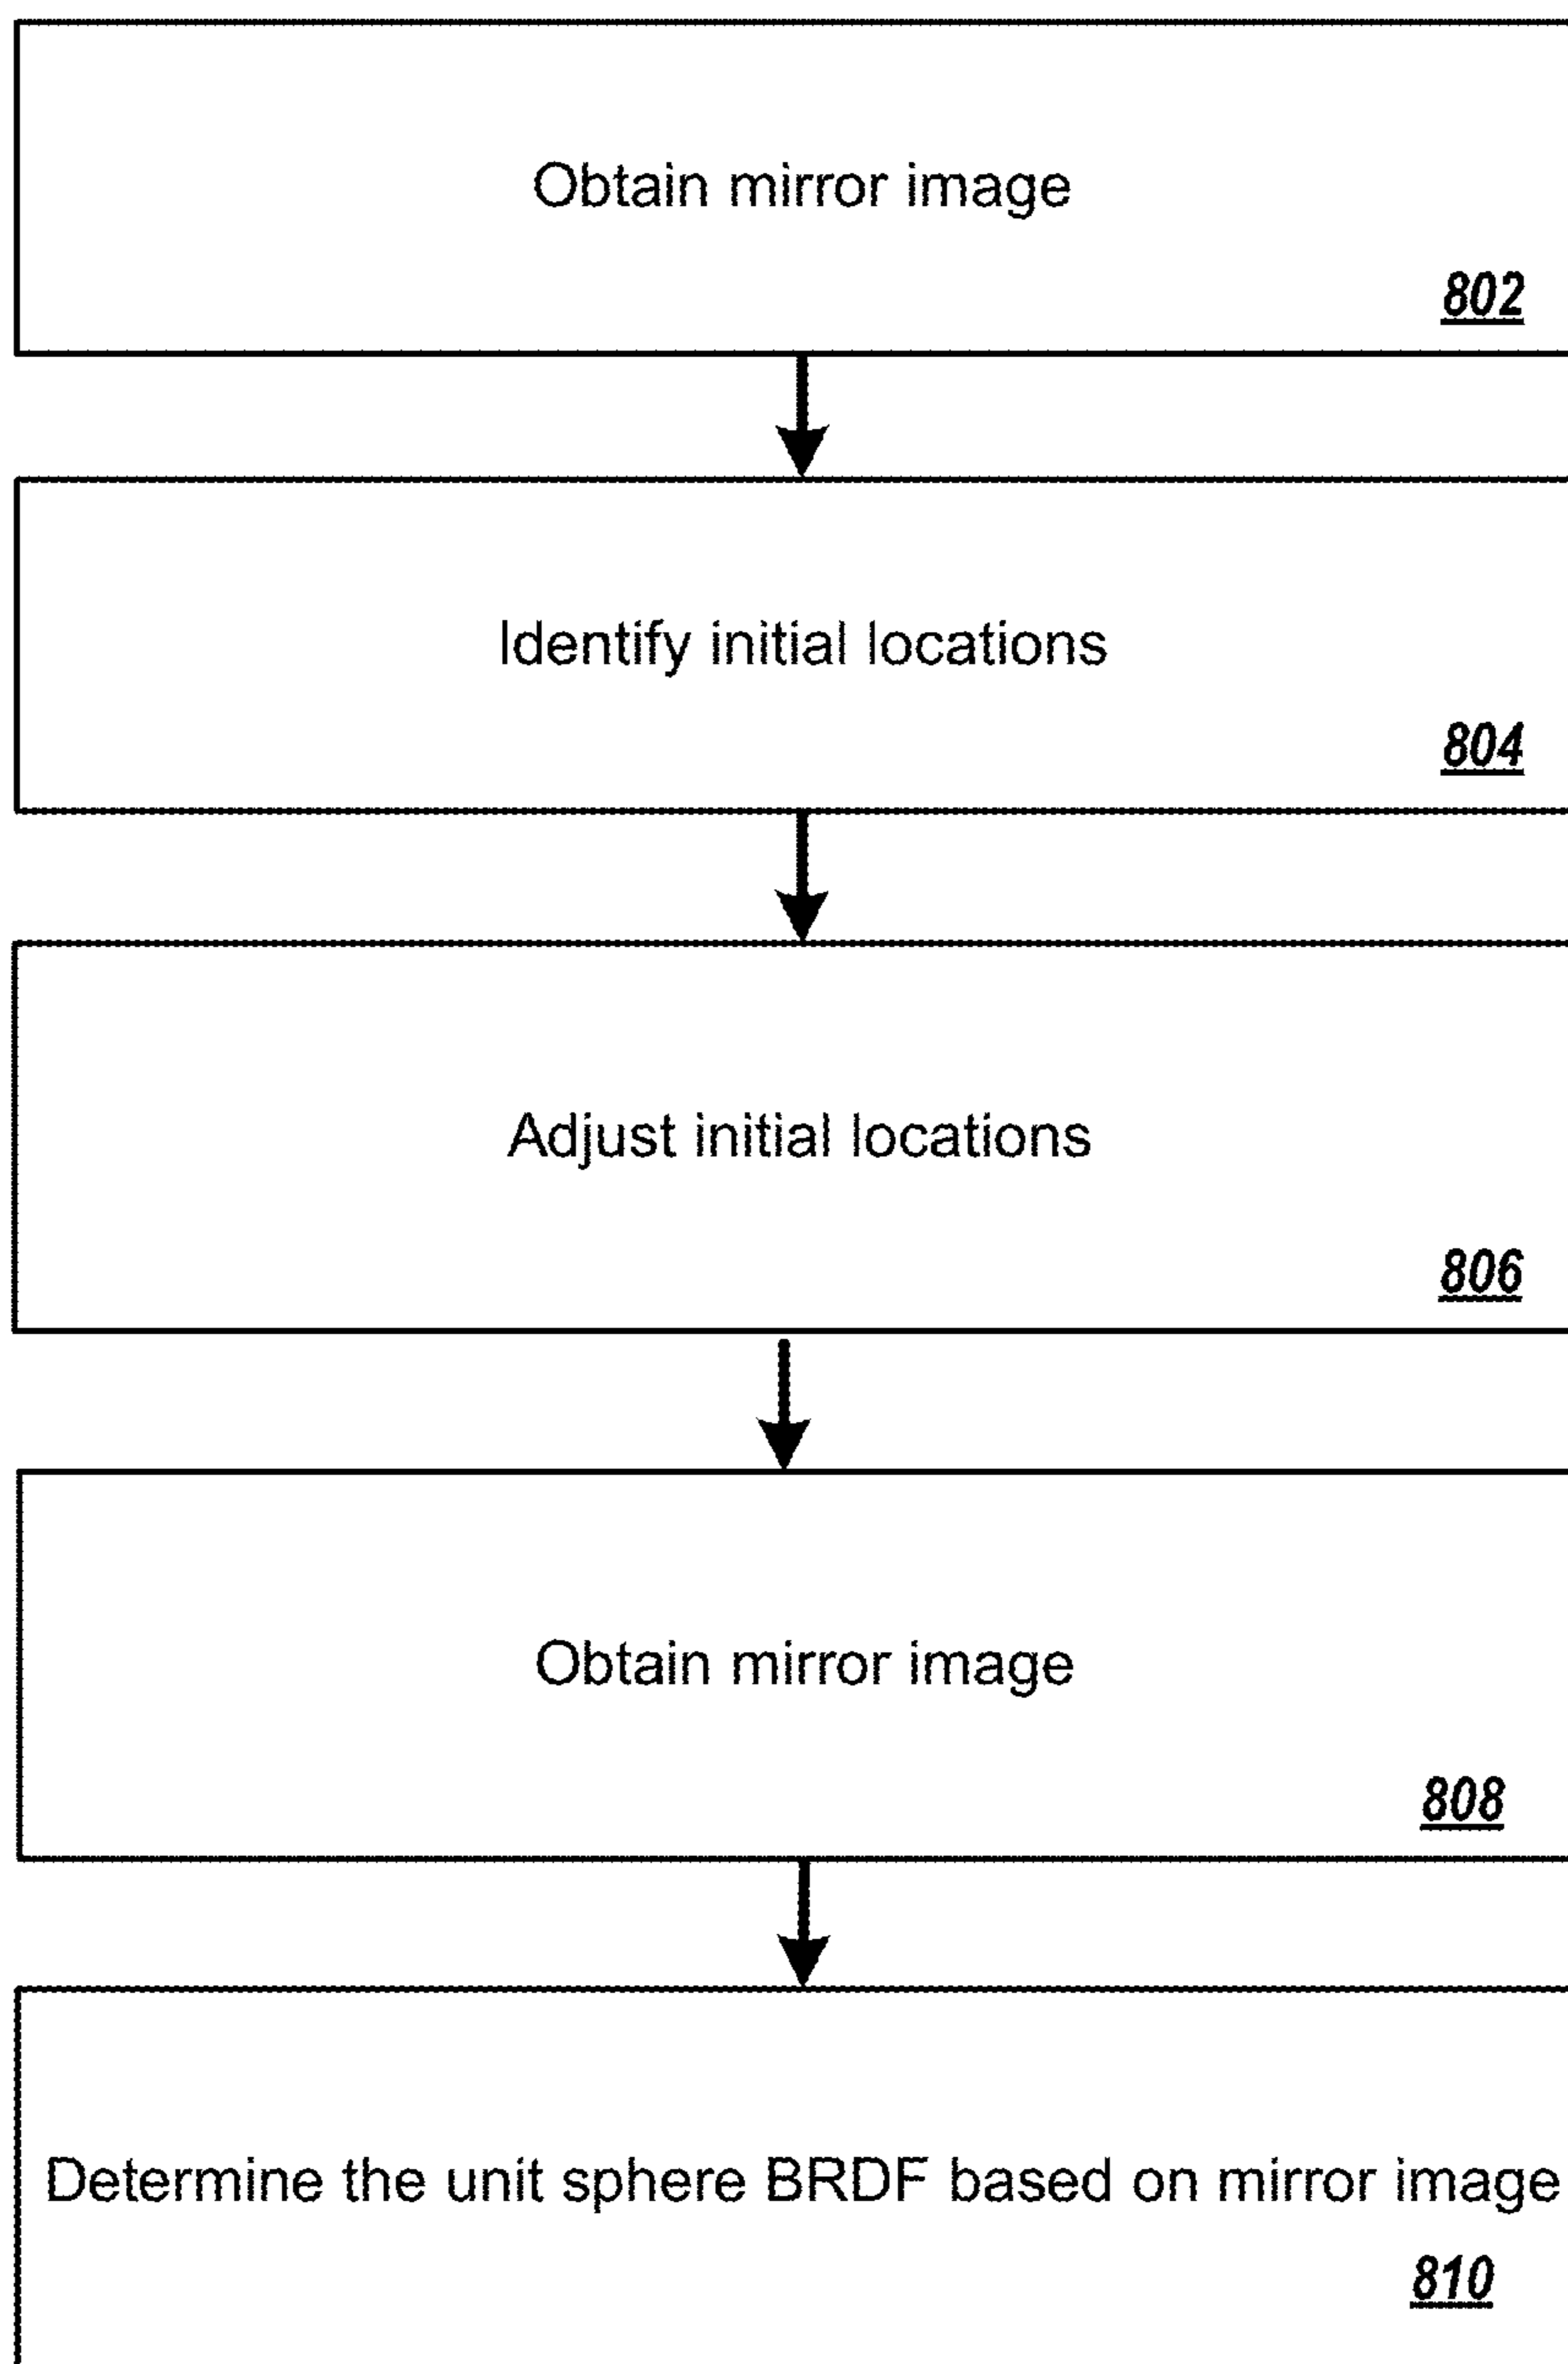 Obtain mirror image
802
Identify initial locations
804
Adjust initial locations
806
Obtain mirror image
808
Determine the unit sphere BRDF based on mirror image
810